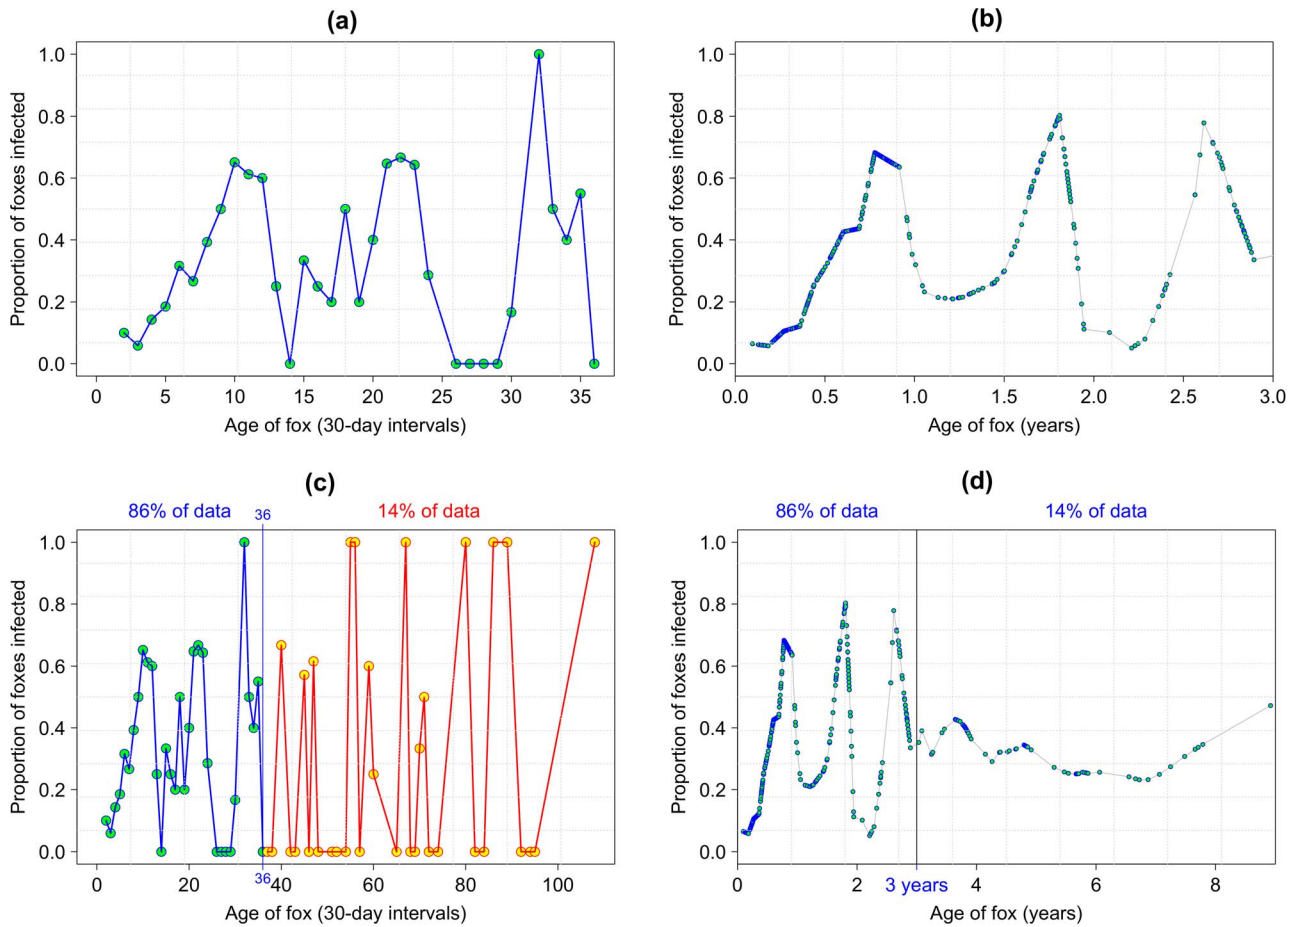 (a)
Proportion of foxes infected
1.0
0.8
0.6
0.4
0.2
0.0
0 5 10 15 20 25 30 35
Age of fox (30-day intervals)
(b)
Proportion of foxes infected
1.0
0.8
0.6
0.4
0.2
0.0
0.0 0.5 1.0 1.5 2.0 2.5 3.0
Age of fox (years)
(c)
86% of data 36 14% of data
Proportion of foxes infected
1.0
0.8
0.6
0.4
0.2
0.0
36
0 20 40 60 80 100
Age of fox (30-day intervals)
(d)
86% of data 14% of data
Proportion of foxes infected
1.0
0.8
0.6
0.4
0.2
0.0
0 2 3 years 4 6 8
Age of fox (years)